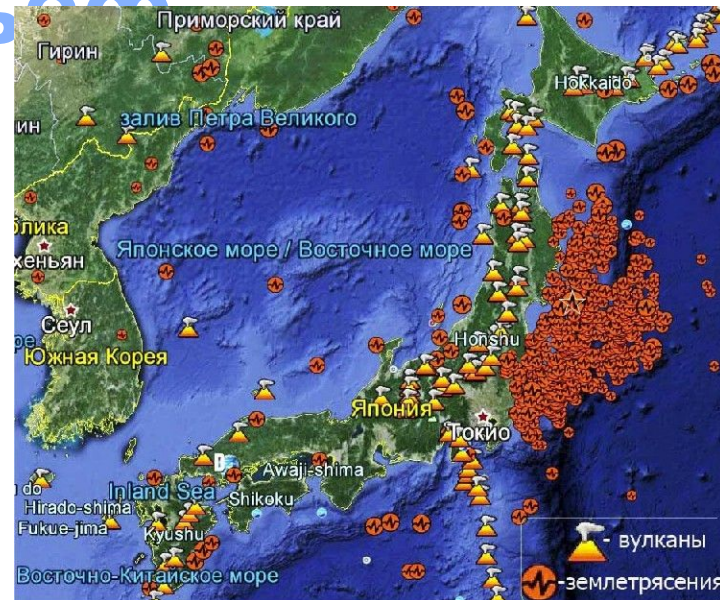 Приморский край
Гирин
Hokkaido
залив Петра Великого
Японское море / Восточное море
Сеул
Южная Корея
Honshu
Япония
Токио
Awaji-shima
Inland Sea
Shikoku
Hirado-shima
Fukue-jima
Kyushu
Восточно-Китайское море
- вулканы
-землетрясения